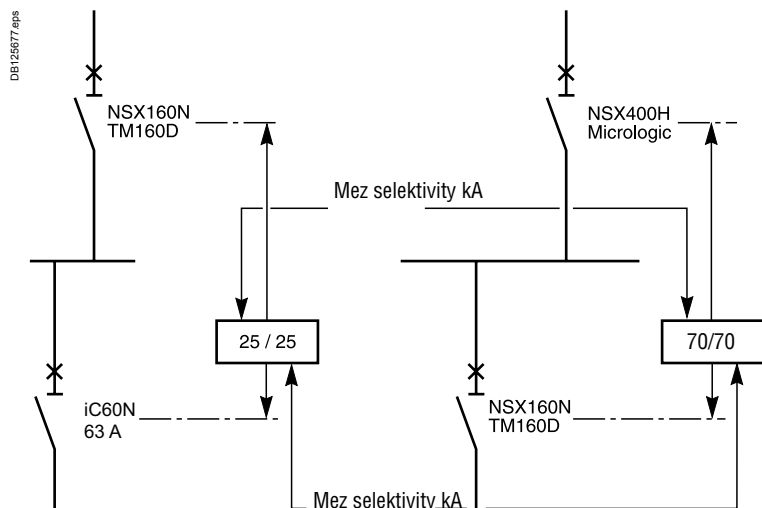 DB125677.eps
NSX160N
TM160D
NSX400H
Micrologic
Mez selektivity kA
25 / 25
70/70
iC60N
63 A
NSX160N
TM160D
Mez selektivity kA